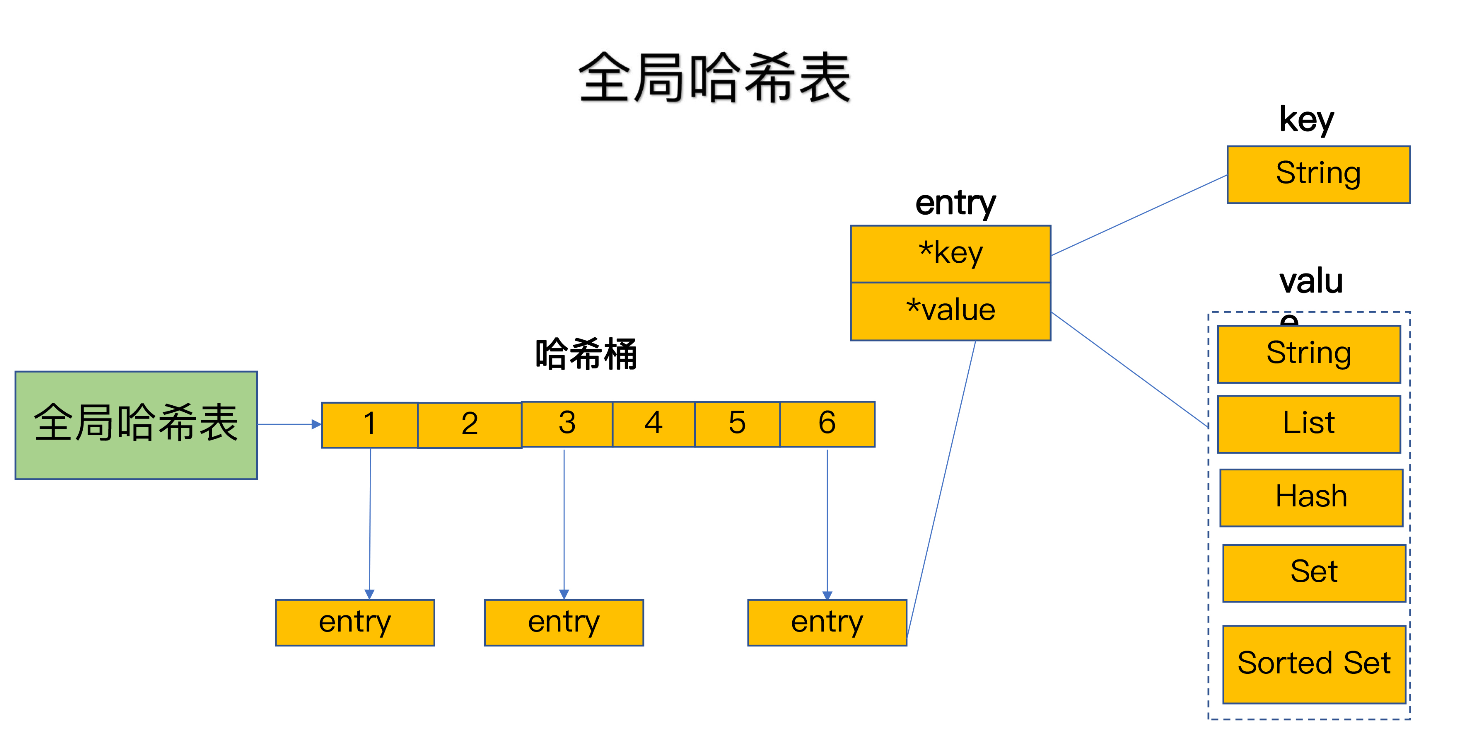 全局哈希表
key
String
entry
*key
*value
valu
e
String
List
Hash
Set
Sorted Set
哈希桶
全局哈希表
1 2 3 4 5 6
entry entry entry